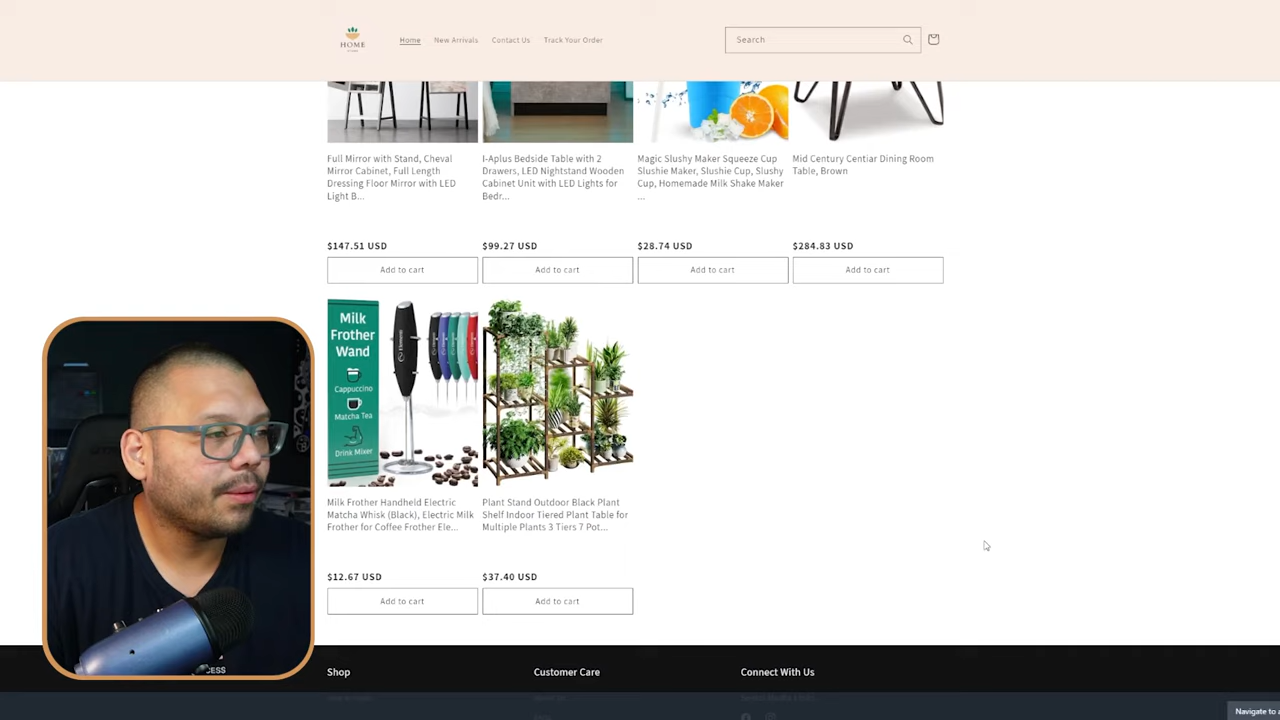 HOME
Home
New Arrivals
Contact Us
Track Your Order
Search
Full Mirror with Stand, Cheval
Mirror Cabinet, Full Length
Dressing Floor Mirror with LED
Light B...
$147.51 USD
Add to cart
I-Aplus Bedside Table with 2
Drawers, LED Nightstand Wooden
Cabinet Unit with LED Lights for
Bedr...
$99.27 USD
Add to cart
Magic Slushy Maker Squeeze Cup
Slushie Maker, Slushie Cup, Slushy
Cup, Homemade Milk Shake Maker
...
$28.74 USD
Add to cart
Mid Century Centiar Dining Room
Table, Brown
$284.83 USD
Add to cart
Milk
Frother
Wand
Cappuccino
Matcha Tea
Drink Mixer
Milk Frother Handheld Electric
Matcha Whisk (Black), Electric Milk
Frother for Coffee Frother Ele...
$12.67 USD
Add to cart
Plant Stand Outdoor Black Plant
Shelf Indoor Tiered Plant Table for
Multiple Plants 3 Tiers 7 Pot...
$37.40 USD
Add to cart
Shop
Customer Care
Connect With Us
Navigate to